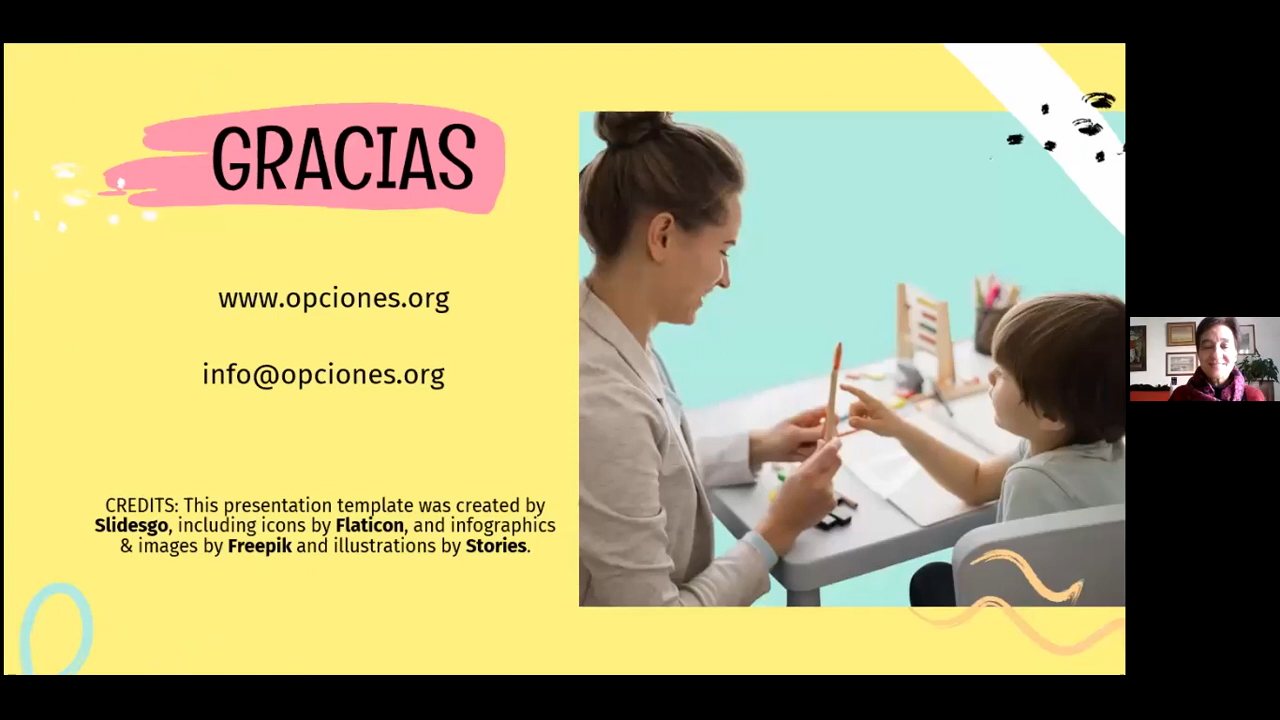 GRACIAS
www.opciones.org
info@opciones.org
CREDITS: This presentation template was created by
Slidesgo, including icons by Flaticon, and infographics
& images by Freepik and illustrations by Stories.